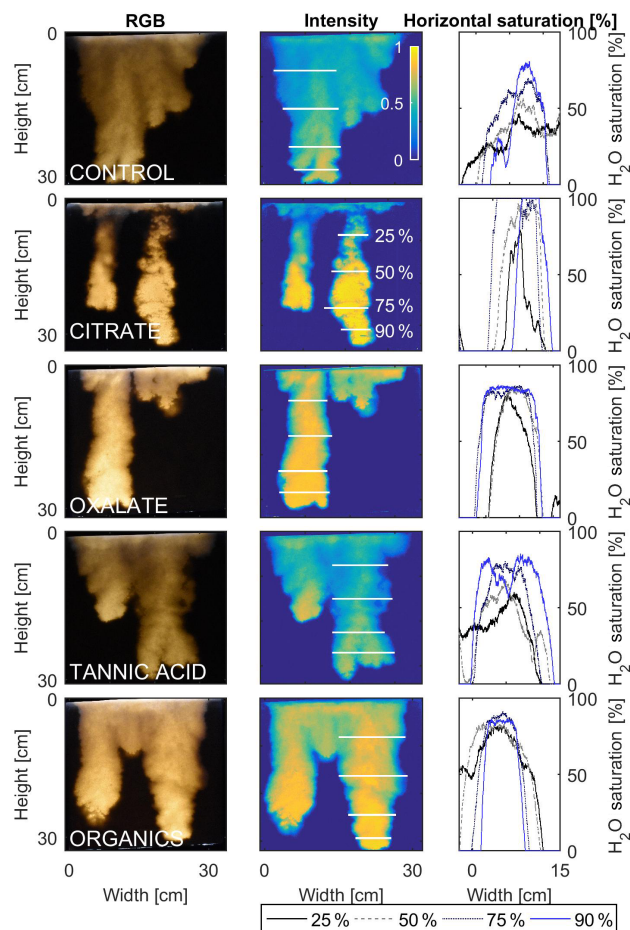 RGB
Intensity
Horizontal saturation [%]
0
Height [cm]
30
CONTROL
1
0.5
0
100
50
0
H2O saturation [%]
0
Height [cm]
30
CITRATE
25 %
50 %
75 %
90 %
100
50
0
H2O saturation [%]
0
Height [cm]
30
OXALATE
100
50
0
H2O saturation [%]
0
Height [cm]
30
TANNIC ACID
100
50
0
H2O saturation [%]
0
Height [cm]
30
ORGANICS
100
50
0
H2O saturation [%]
0 30
Width [cm]
0 30
Width [cm]
0 15
Width [cm]
25 % 50 % 75 % 90 %